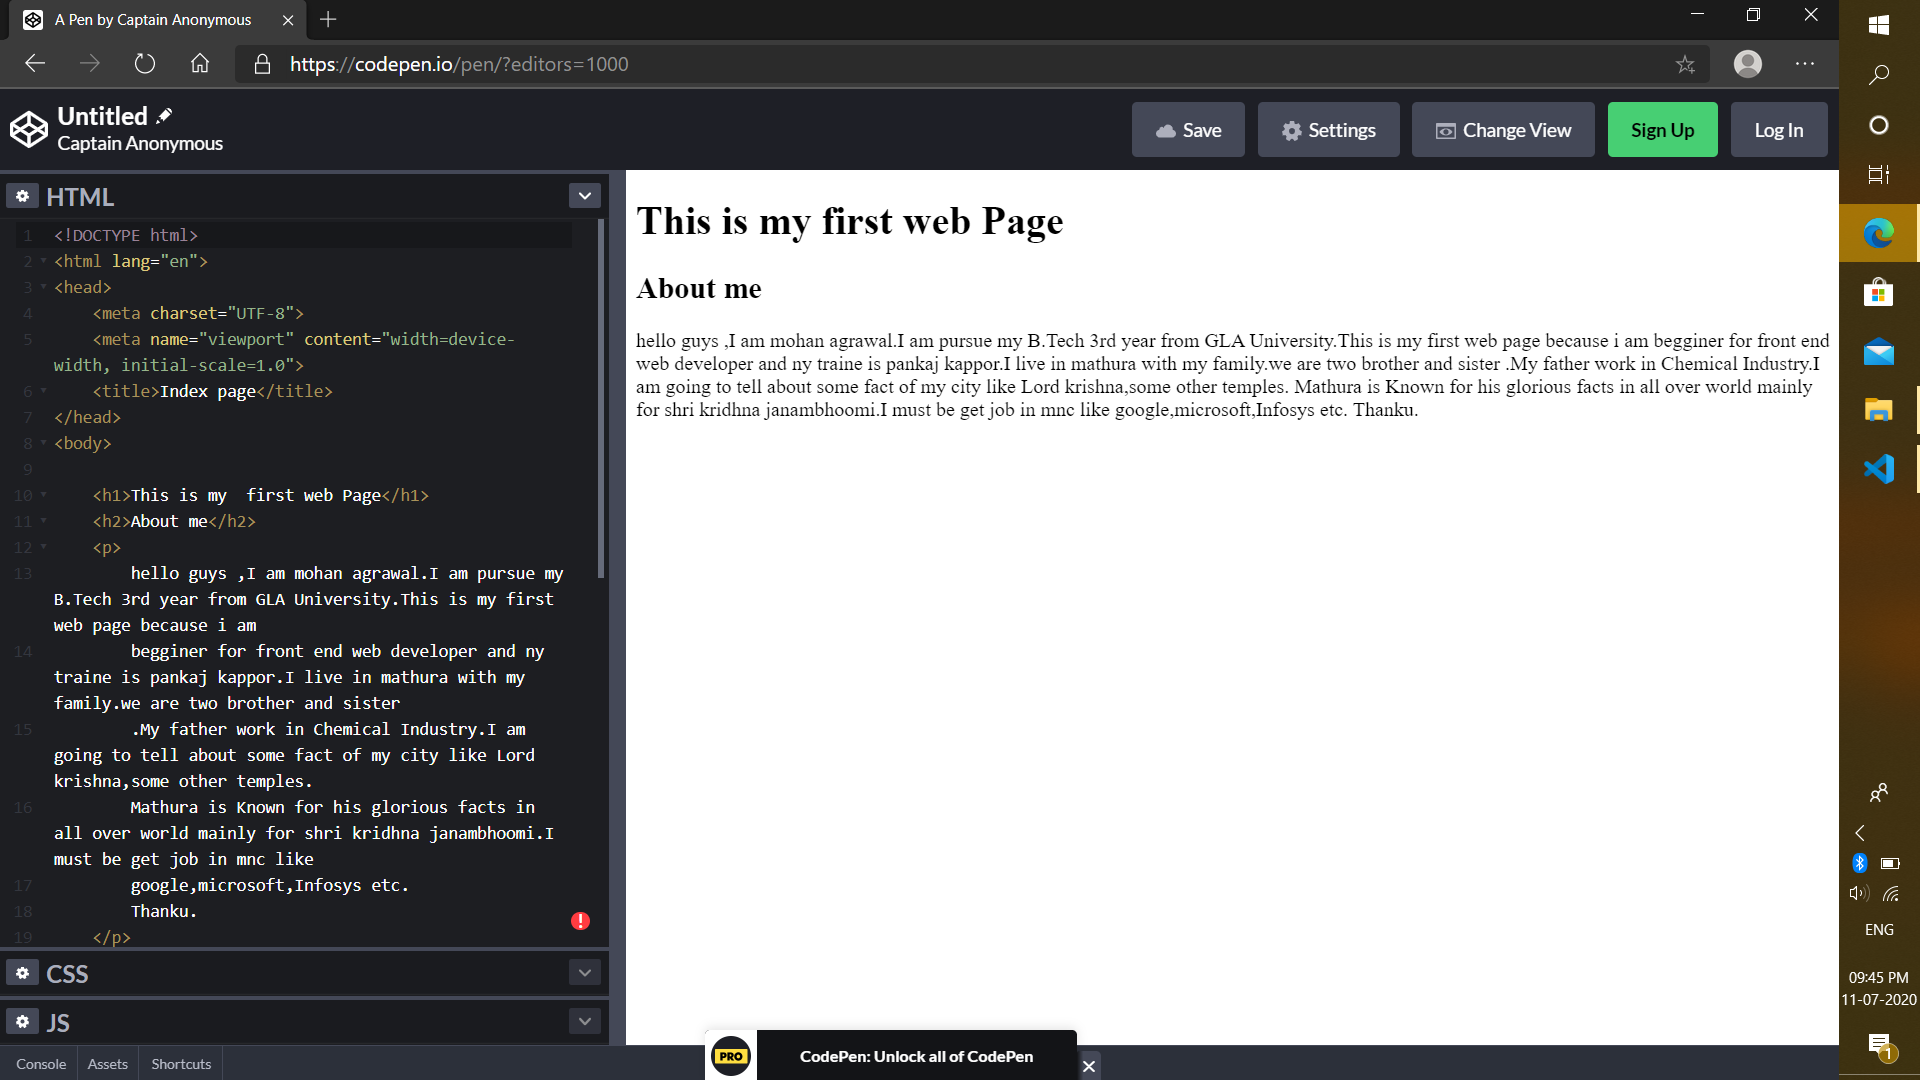 A Pen by Captain Anonymous
https://codepen.io/pen/?editors=1000
Untitled
Captain Anonymous
Save
Settings
Change View
Sign Up
Log In
HTML
1 <!DOCTYPE html>
2 <html lang="en">
3 <head>
4 <meta charset="UTF-8">
5 <meta name="viewport" content="width=device-
width, initial-scale=1.0">
6 <title>Index page</title>
7 </head>
8 <body>
9
10 <h1>This is my  first web Page</h1>
11 <h2>About me</h2>
12 <p>
13 hello guys ,I am mohan agrawal.I am pursue my
B.Tech 3rd year from GLA University.This is my first
web page because i am
14 begginer for front end web developer and ny
traine is pankaj kappor.I live in mathura with my
family.we are two brother and sister
15 .My father work in Chemical Industry.I am
going to tell about some fact of my city like Lord
krishna,some other temples.
16 Mathura is Known for his glorious facts in
all over world mainly for shri kridhna janambhoomi.I
must be get job in mnc like
17 google,microsoft,Infosys etc.
18 Thanku.
19 </p>
CSS
JS
Console
Assets
Shortcuts
This is my first web Page
About me
hello guys ,I am mohan agrawal.I am pursue my B.Tech 3rd year from GLA University.This is my first web page because i am begginer for front end
web developer and ny traine is pankaj kappor.I live in mathura with my family.we are two brother and sister .My father work in Chemical Industry.I
am going to tell about some fact of my city like Lord krishna,some other temples. Mathura is Known for his glorious facts in all over world mainly
for shri kridhna janambhoomi.I must be get job in mnc like google,microsoft,Infosys etc. Thanku.
PRO
CodePen: Unlock all of CodePen
ENG
09:45 PM
11-07-2020
1